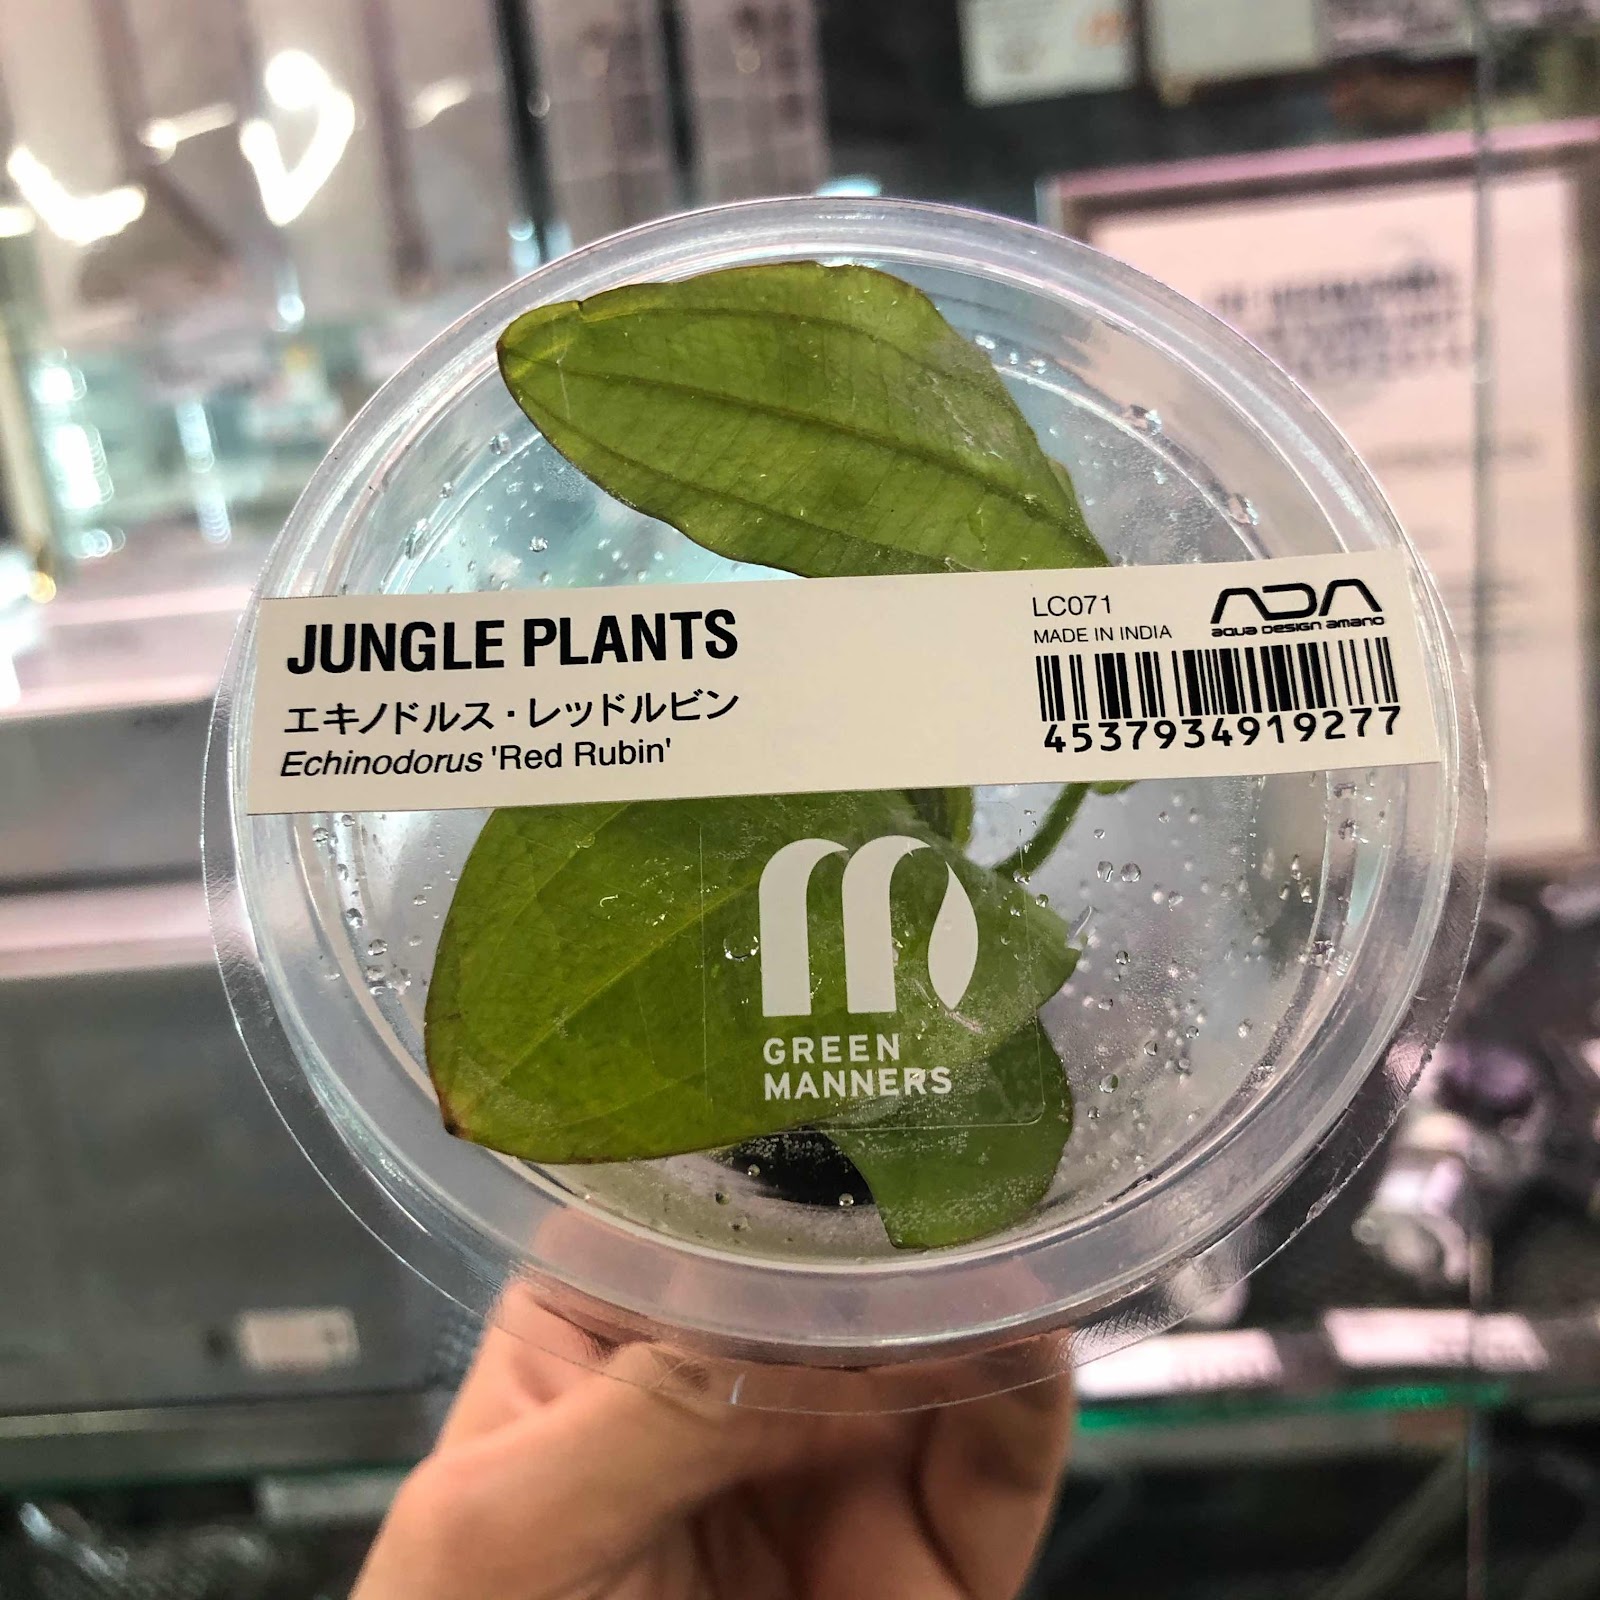 JUNGLE PLANTS
エキノドルス・レッドルビン
Echinodorus 'Red Rubin'
LC071
MADE IN INDIA
ADA
aqua DESIGN amano
4537934919277
GREEN
MANNERS